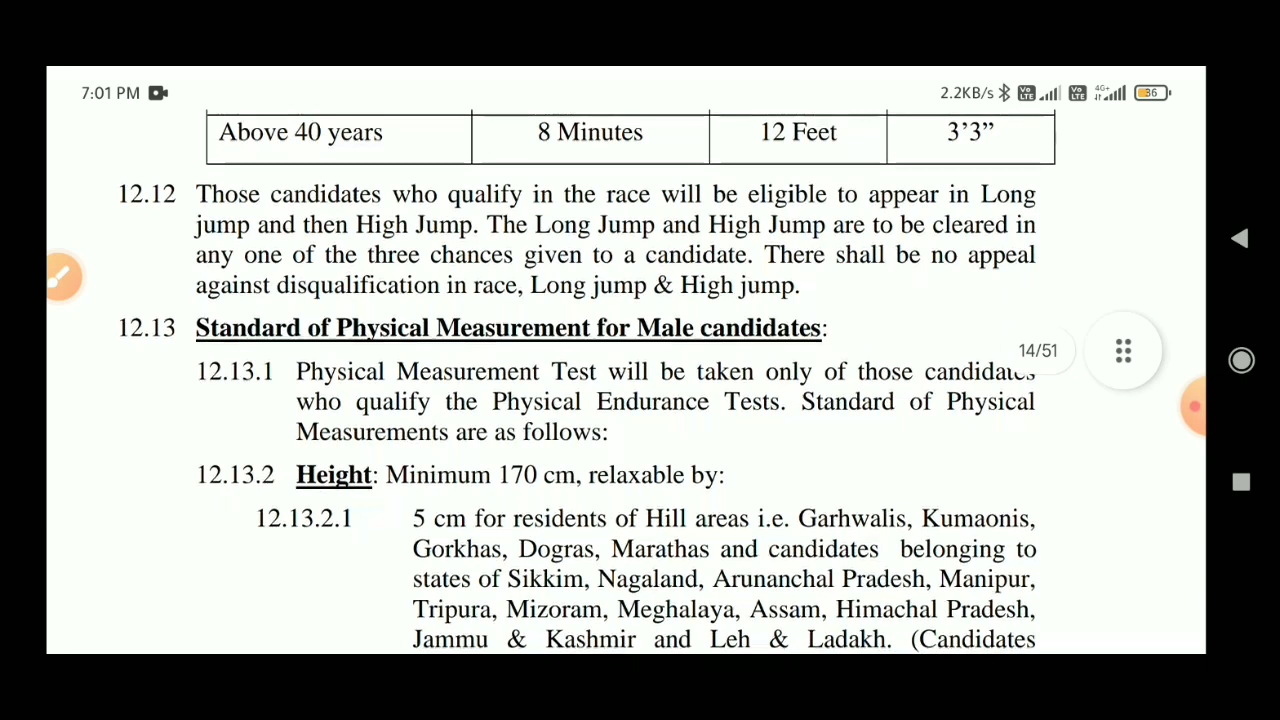 7:01 PM
2.2KB/s Vo LTE Vo LTE 4G+ 36
Above 40 years 8 Minutes 12 Feet 3’3”
12.12 Those candidates who qualify in the race will be eligible to appear in Long
jump and then High Jump. The Long Jump and High Jump are to be cleared in
any one of the three chances given to a candidate. There shall be no appeal
against disqualification in race, Long jump & High jump.
12.13 Standard of Physical Measurement for Male candidates:
14/51
12.13.1 Physical Measurement Test will be taken only of those candidates
who qualify the Physical Endurance Tests. Standard of Physical
Measurements are as follows:
12.13.2 Height: Minimum 170 cm, relaxable by:
12.13.2.1 5 cm for residents of Hill areas i.e. Garhwalis, Kumaonis,
Gorkhas, Dogras, Marathas and candidates belonging to
states of Sikkim, Nagaland, Arunanchal Pradesh, Manipur,
Tripura, Mizoram, Meghalaya, Assam, Himachal Pradesh,
Jammu & Kashmir and Leh & Ladakh. (Candidates